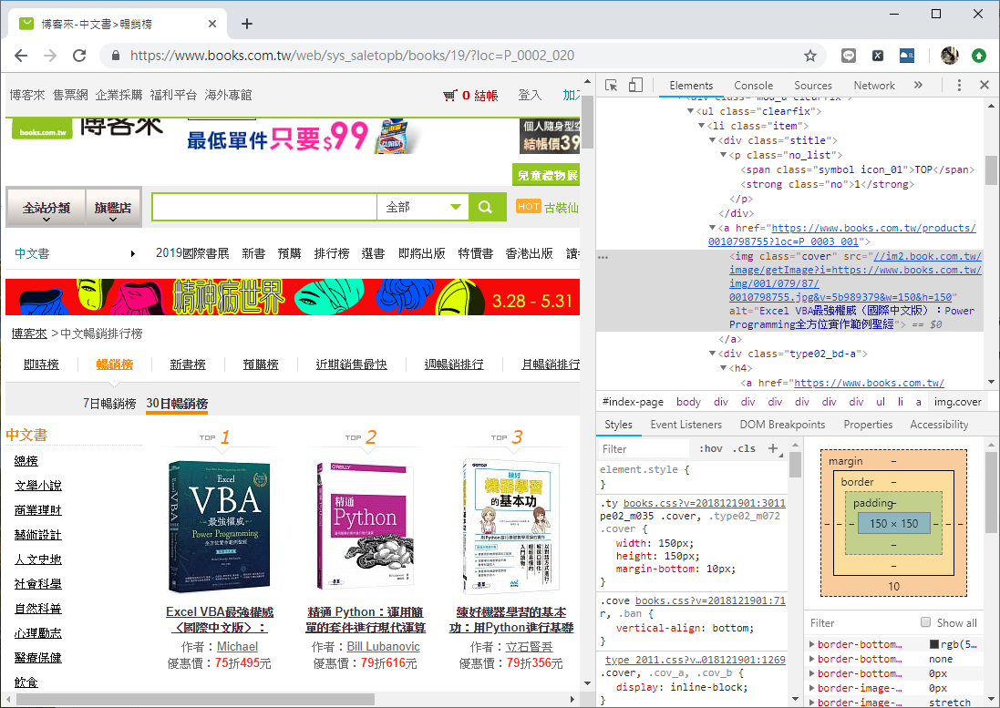 博客來-中文書>暢銷榜
https://www.books.com.tw/web/sys_saletopb/books/19/?loc=P_0002_020
博客來 售票網 企業採購 福利平台 海外專館 0 結帳 登入 加入
books.com.tw 博客來
最低單件只要$99
CLOROX
個人隨身型空
結帳價39
兒童禮物展
全站分類 旗艦店 全部 HOT 古裝仙
中文書 2019國際書展 新書 預購 排行榜 選書 即將出版 特價書 香港出版 讀
精神病世界 3.28 - 5.31
博客來 >中文暢銷排行榜
即時榜 暢銷榜 新書榜 預購榜 近期銷售最快 週暢銷排行 月暢銷排行
7日暢銷榜 30日暢銷榜
中文書
總榜
文學小說
商業理財
藝術設計
人文史地
社會科學
自然科普
心理勵志
醫療保健
飲食
TOP 1
Excel
VBA
最強權威
Power Programming
Excel VBA最強權威
〈國際中文版〉：
作者：Michael
優惠價：75折495元
TOP 2
O'REILLY
精通
Python
精通 Python：運用簡
單的套件進行現代運算
作者：Bill Lubanovic
優惠價：79折616元
TOP 3
GOTOP
練好
機器學習
的基本功
用Python進行基礎數學理論的實作
練好機器學習的基本
功：用Python進行基礎
作者：立石賢吾
優惠價：79折356元
Elements Console Sources Network »
<div class="mod_a clearfix">
<ul class="clearfix">
<li class="item">
<div class="stitle">
<p class="no_list">
<span class="symbol icon_01">TOP</span>
<strong class="no">1</strong>
</p>
</div>
<a href="https://www.books.com.tw/products/
0010798755?loc=P_0003_001">
<img class="cover" src="//im2.book.com.tw/
image/getImage?i=https://www.books.com.tw/
img/001/079/87/
0010798755.jpg&v=5b989379&w=150&h=150"
alt="Excel VBA最強權威〈國際中文版〉：Power
Programming全方位實作範例聖經"> == $0
</a>
<div class="type02_bd-a">
<h4>
<a href="https://www.books.com.tw/
#index-page body div div div div div div ul li a img.cover
Styles Event Listeners DOM Breakpoints Properties Accessibility
Filter :hov .cls +
element.style {
}
.ty books.css?v=2018121901:3011
pe02_m035 .cover, .type02_m072
.cover {
width: 150px;
height: 150px;
margin-bottom: 10px;
}
.cove books.css?v=2018121901:71
r, .ban {
vertical-align: bottom;
}
type_2011.css?v…018121901:1269
.cover, .cov_a, .cov_b {
display: inline-block;
}
margin –
border –
padding–
– – – 150 × 150 – – –
–
–
10
Filter Show all
border-bottom… rgb(5…
border-bottom… none
border-bottom… 0px
border-image-… 0px
border-image-… stretch